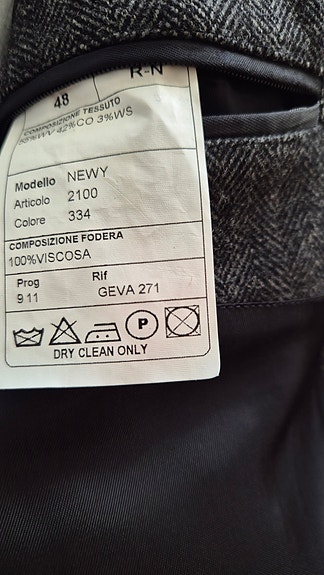 48 R-N
COMPOSIZIONE TESSUTO
55%WV 42%CO 3%WS
Modello NEWY
Articolo 2100
Colore 334
COMPOSIZIONE FODERA
100%VISCOSA
Prog Rif
9 11 GEVA 271
P
DRY CLEAN ONLY